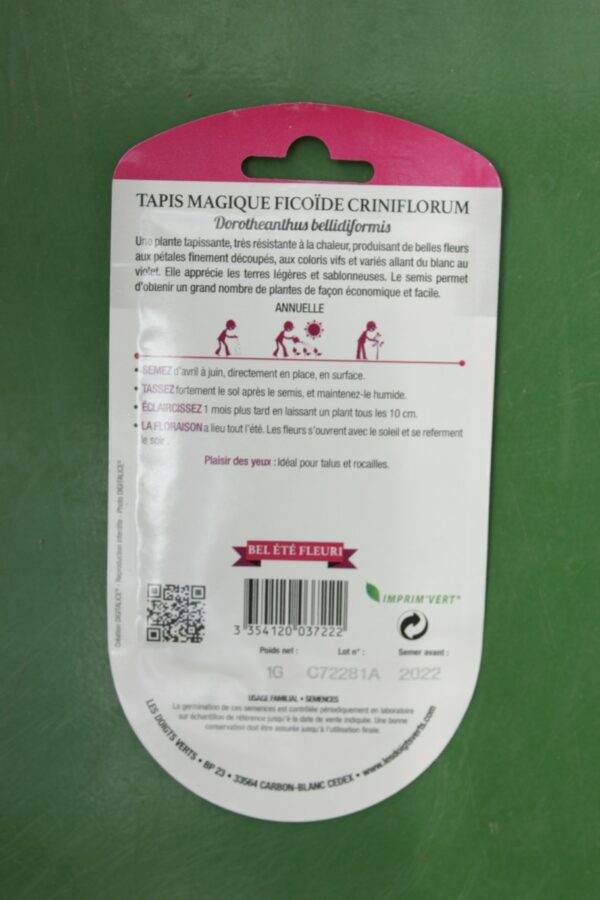 TAPIS MAGIQUE FICOÏDE CRINIFLORUM
Dorotheanthus bellidiformis
Une plante tapissante, très résistante à la chaleur, produisant de belles fleurs
aux pétales finement découpés, aux coloris vifs et variés allant du blanc au
violet. Elle apprécie les terres légères et sablonneuses. Le semis permet
d'obtenir un grand nombre de plantes de façon économique et facile.
ANNUELLE
• SEMEZ d'avril à juin, directement en place, en surface.
• TASSEZ fortement le sol après le semis, et maintenez-le humide.
• ÉCLAIRCISSEZ 1 mois plus tard en laissant un plant tous les 10 cm.
• LA FLORAISON a lieu tout l'été. Les fleurs s'ouvrent avec le soleil et se referment
le soir.
Plaisir des yeux : Idéal pour talus et rocailles.
Création DIGITALICE® - Reproduction interdite - Photo DIGITALICE®
BEL ÉTÉ FLEURI
IMPRIM'VERT®
3 354120 037222
Poids net : Lot n° : Semer avant :
1G C72281A 2022
USAGE FAMILIAL • SEMENCES
La germination de ces semences est contrôlée périodiquement en laboratoire
sur échantillon de référence jusqu'à la date de vente indiquée. Une bonne
conservation doit être assurée jusqu'à l'utilisation finale.
LES DOIGTS VERTS • BP 23 • 33564 CARBON-BLANC CEDEX • www.lesdoigtsverts.com